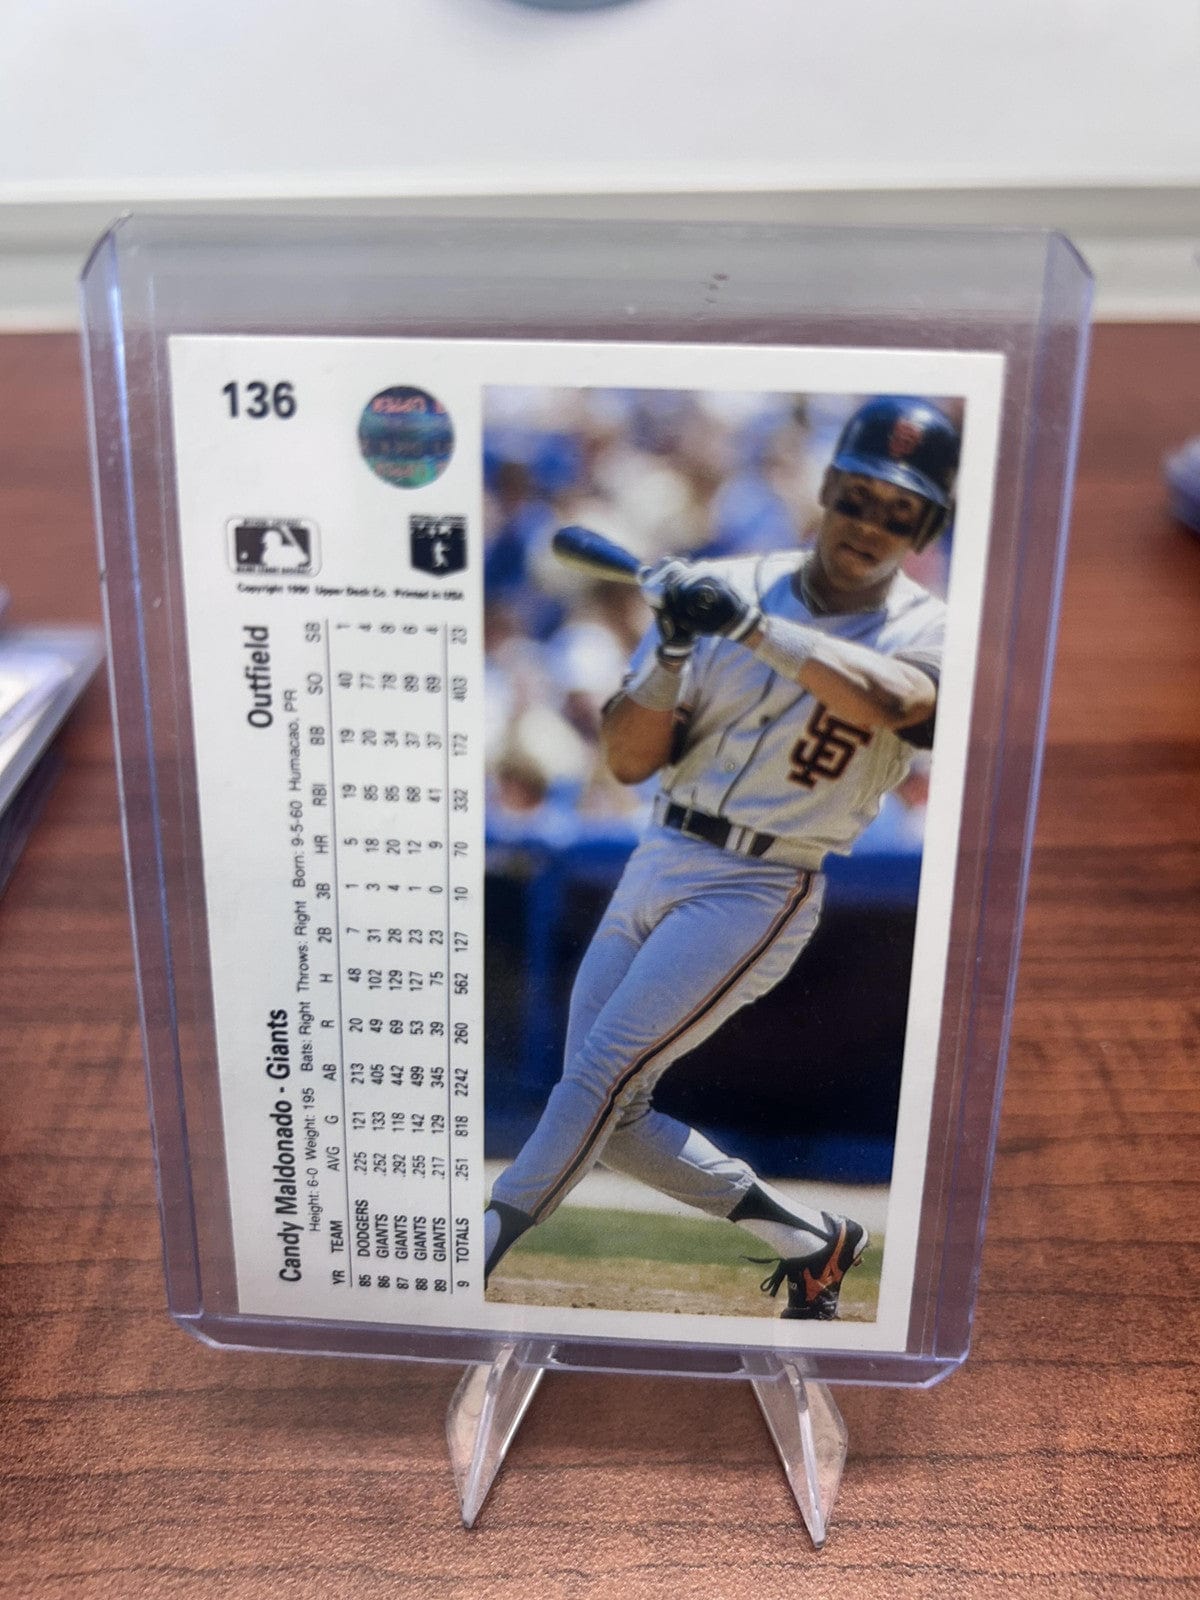 136
Copyright 1990 Upper Deck Co. Printed in USA
Candy Maldonado - Giants Outfield
Height: 6-0 Weight: 195 Bats: Right Throws: Right Born: 9-5-60 Humacao, PR
YR TEAM AVG G AB R H 2B 3B HR RBI BB SO SB
85 DODGERS .225 121 213 20 48 7 1 5 19 19 40 1
86 GIANTS .252 133 405 49 102 31 3 18 85 20 77 4
87 GIANTS .292 118 442 69 129 28 4 20 85 34 78 8
88 GIANTS .255 142 499 53 127 23 1 12 68 37 89 6
89 GIANTS .217 129 345 39 75 23 0 9 41 37 69 4
9 TOTALS .251 818 2242 260 562 127 10 70 332 172 403 23
SF
SF